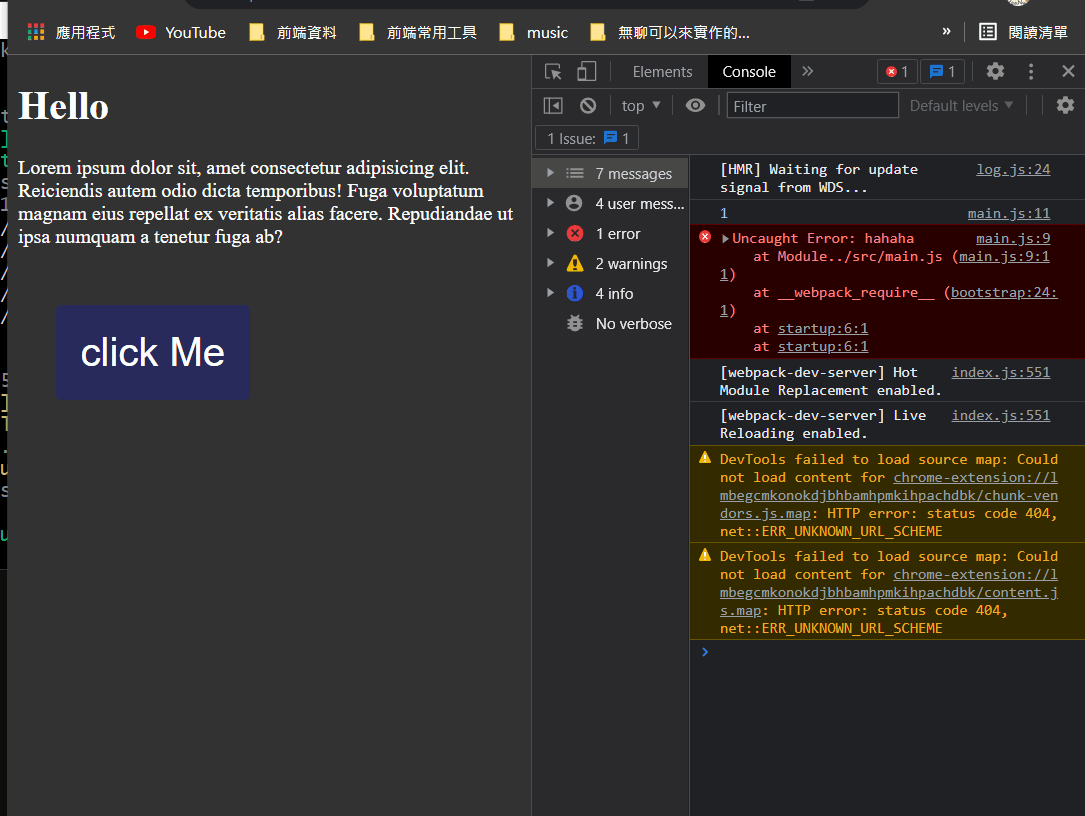 應用程式 YouTube 前端資料 前端常用工具 music 無聊可以來實作的... » 閱讀清單
Hello
Lorem ipsum dolor sit, amet consectetur adipisicing elit.
Reiciendis autem odio dicta temporibus! Fuga voluptatum
magnam eius repellat ex veritatis alias facere. Repudiandae ut
ipsa numquam a tenetur fuga ab?
click Me
Elements Console » 1 1
top Filter Default levels
1 Issue: 1
7 messages
4 user mess...
1 error
2 warnings
4 info
No verbose
[HMR] Waiting for update log.js:24
signal from WDS...
1 main.js:11
Uncaught Error: hahaha main.js:9
at Module../src/main.js (main.js:9:1
1)
at __webpack_require__ (bootstrap:24:
1)
at startup:6:1
at startup:6:1
[webpack-dev-server] Hot index.js:551
Module Replacement enabled.
[webpack-dev-server] Live index.js:551
Reloading enabled.
DevTools failed to load source map: Could
not load content for chrome-extension://l
mbegcmkonokdjbhbamhpmkihpachdbk/chunk-ven
dors.js.map: HTTP error: status code 404,
net::ERR_UNKNOWN_URL_SCHEME
DevTools failed to load source map: Could
not load content for chrome-extension://l
mbegcmkonokdjbhbamhpmkihpachdbk/content.j
s.map: HTTP error: status code 404,
net::ERR_UNKNOWN_URL_SCHEME